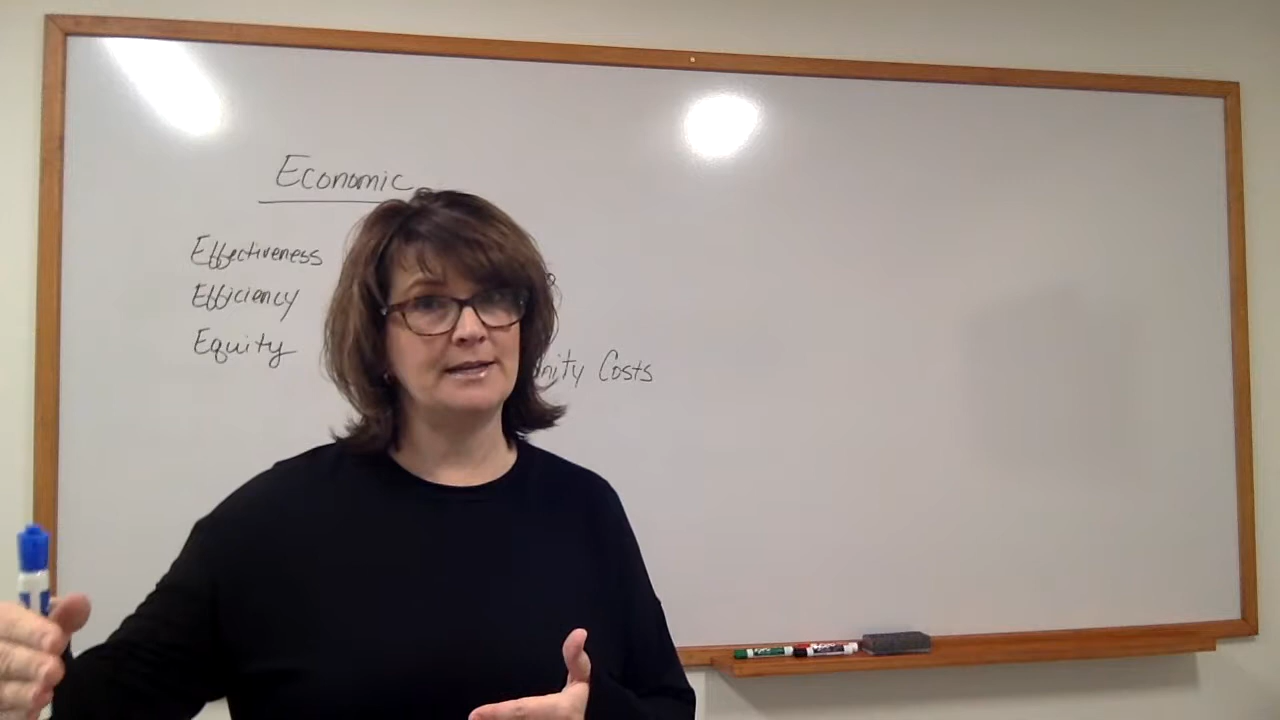 Economic
Effectiveness
Efficiency
Equity
Costs